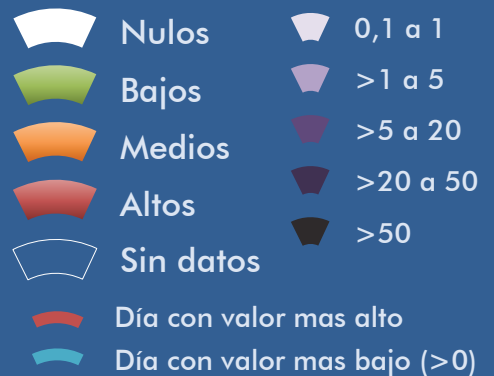 Nulos
Bajos
Medios
Altos
Sin datos
0,1 a 1
>1 a 5
>5 a 20
>20 a 50
>50
Día con valor mas alto
Día con valor mas bajo (>0)